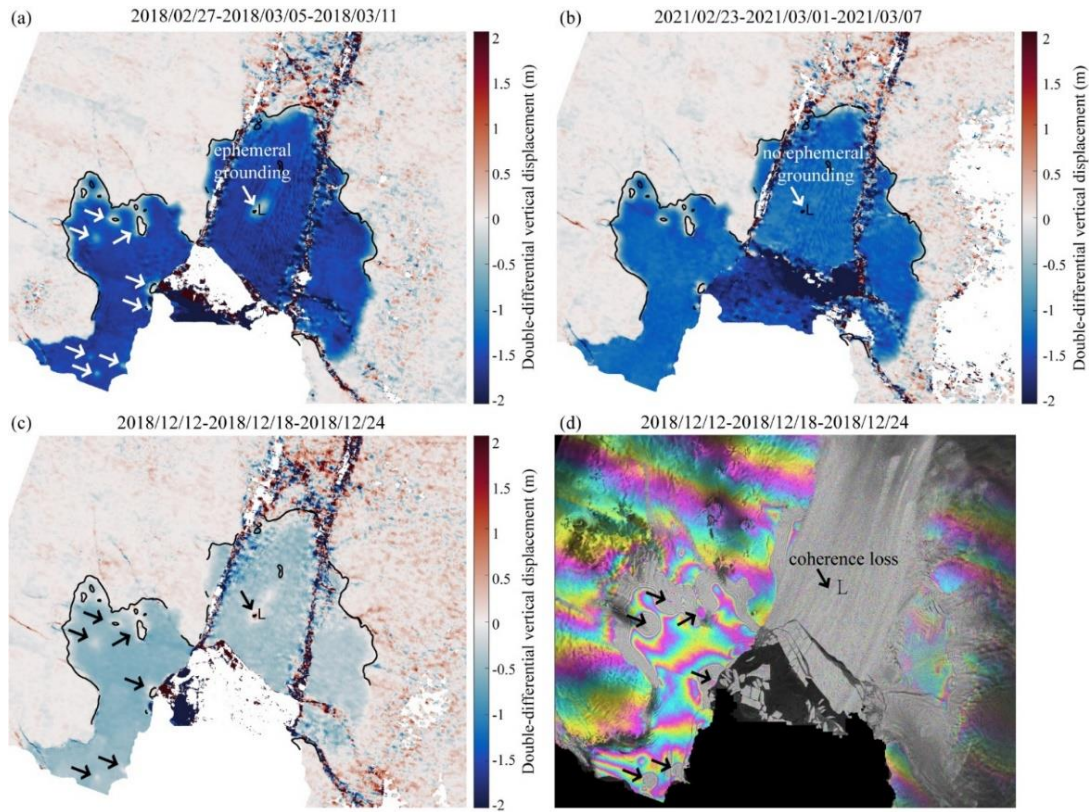 (a)
2018/02/27-2018/03/05-2018/03/11
ephemeral
grounding
L
2
1.5
1
0.5
0
-0.5
-1
-1.5
-2
Double-differential vertical displacement (m)
(b)
2021/02/23-2021/03/01-2021/03/07
no ephemeral
grounding
L
2
1.5
1
0.5
0
-0.5
-1
-1.5
-2
Double-differential vertical displacement (m)
(c)
2018/12/12-2018/12/18-2018/12/24
L
2
1.5
1
0.5
0
-0.5
-1
-1.5
-2
Double-differential vertical displacement (m)
(d)
2018/12/12-2018/12/18-2018/12/24
coherence loss
L